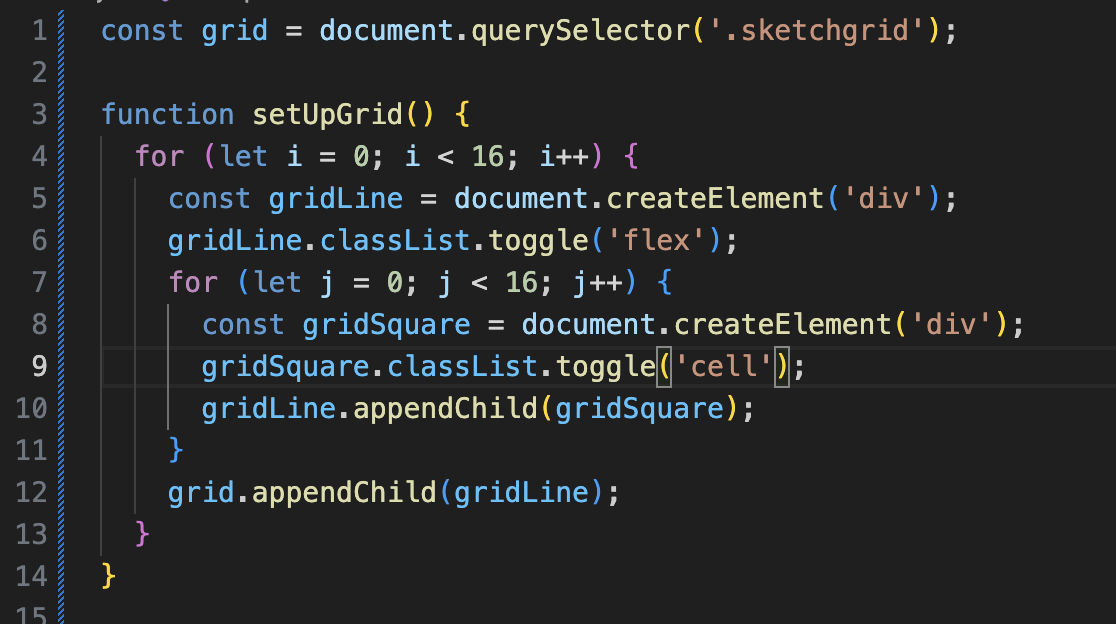 1 const grid = document.querySelector('.sketchgrid');
2
3 function setUpGrid() {
4   for (let i = 0; i < 16; i++) {
5     const gridLine = document.createElement('div');
6     gridLine.classList.toggle('flex');
7     for (let j = 0; j < 16; j++) {
8       const gridSquare = document.createElement('div');
9       gridSquare.classList.toggle('cell');
10       gridLine.appendChild(gridSquare);
11     }
12     grid.appendChild(gridLine);
13   }
14 }
15